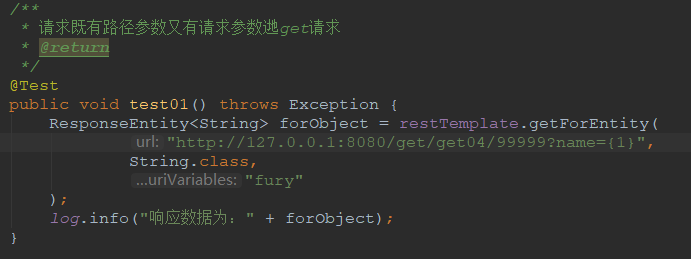 /**
* 请求既有路径参数又有请求参数逊get请求
* @return
*/
@Test
public void test01() throws Exception {
ResponseEntity<String> forObject = restTemplate.getForEntity(
url: "http://127.0.0.1:8080/get/get04/99999?name={1}",
String.class,
...uriVariables: "fury"
);
log.info("响应数据为：" + forObject);
}